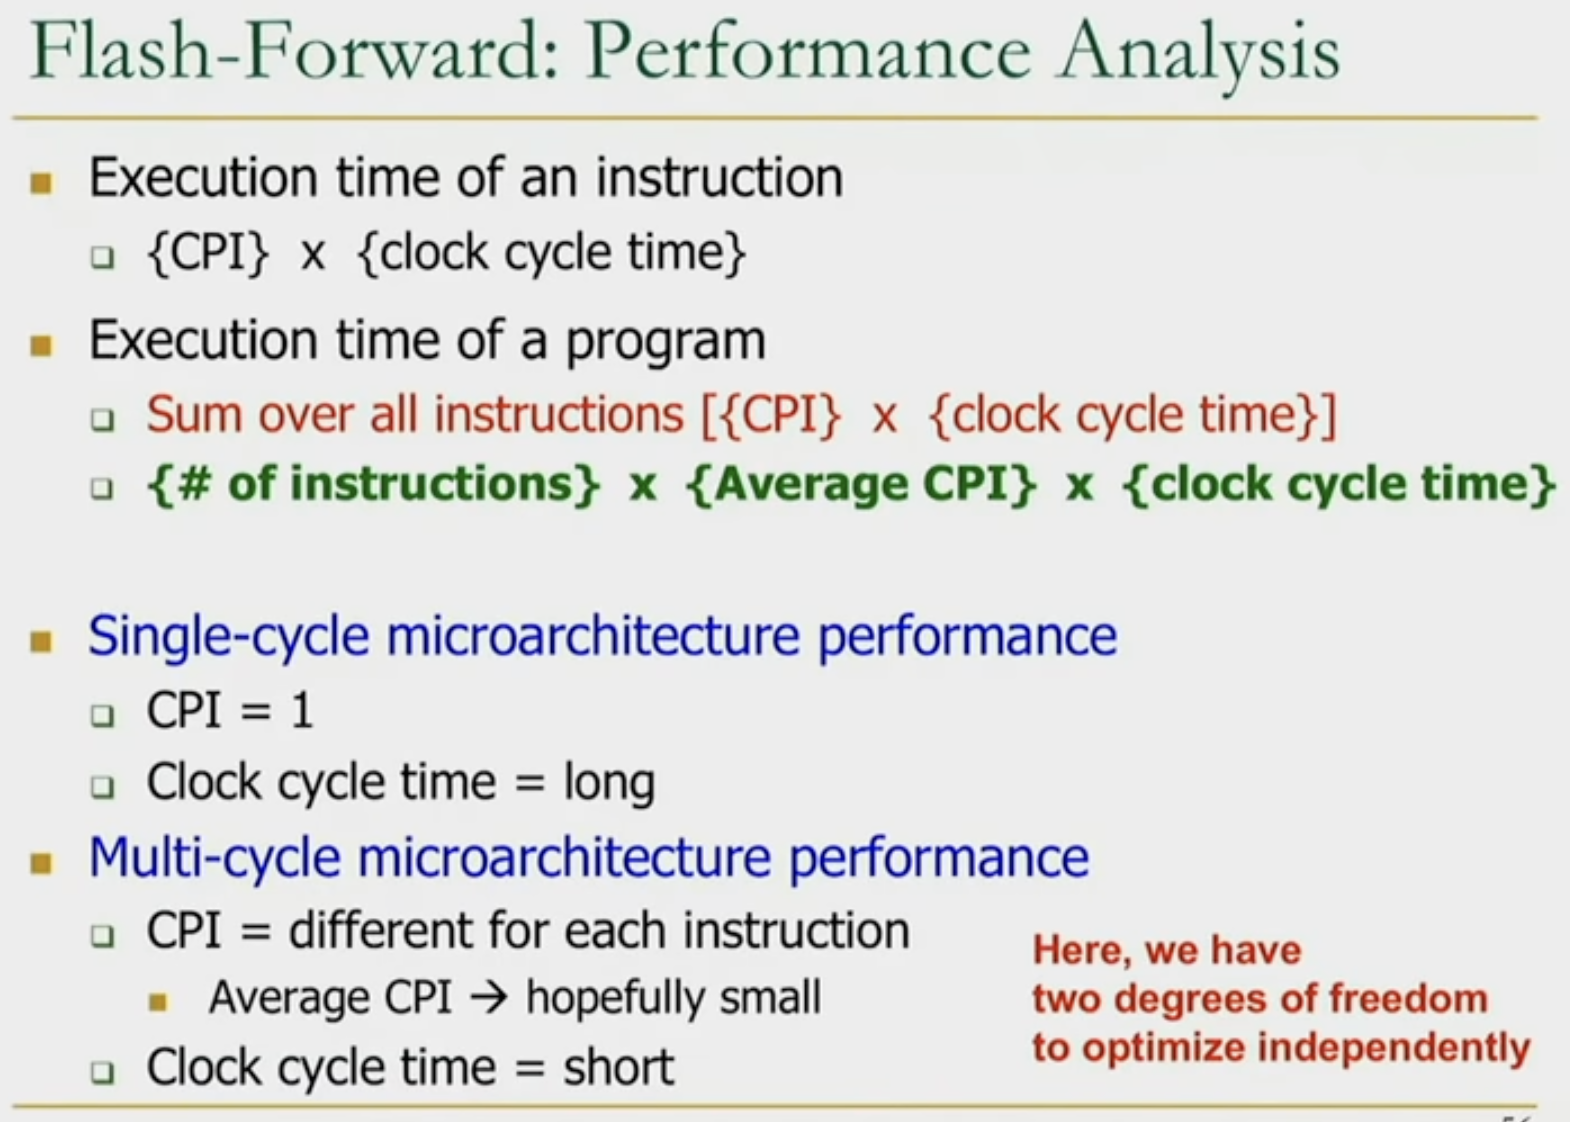 Flash-Forward: Performance Analysis
Execution time of an instruction
{CPI} x {clock cycle time}
Execution time of a program
Sum over all instructions [{CPI} x {clock cycle time}]
{# of instructions} x {Average CPI} x {clock cycle time}
Single-cycle microarchitecture performance
CPI = 1
Clock cycle time = long
Multi-cycle microarchitecture performance
CPI = different for each instruction
Average CPI → hopefully small
Clock cycle time = short
Here, we have
two degrees of freedom
to optimize independently